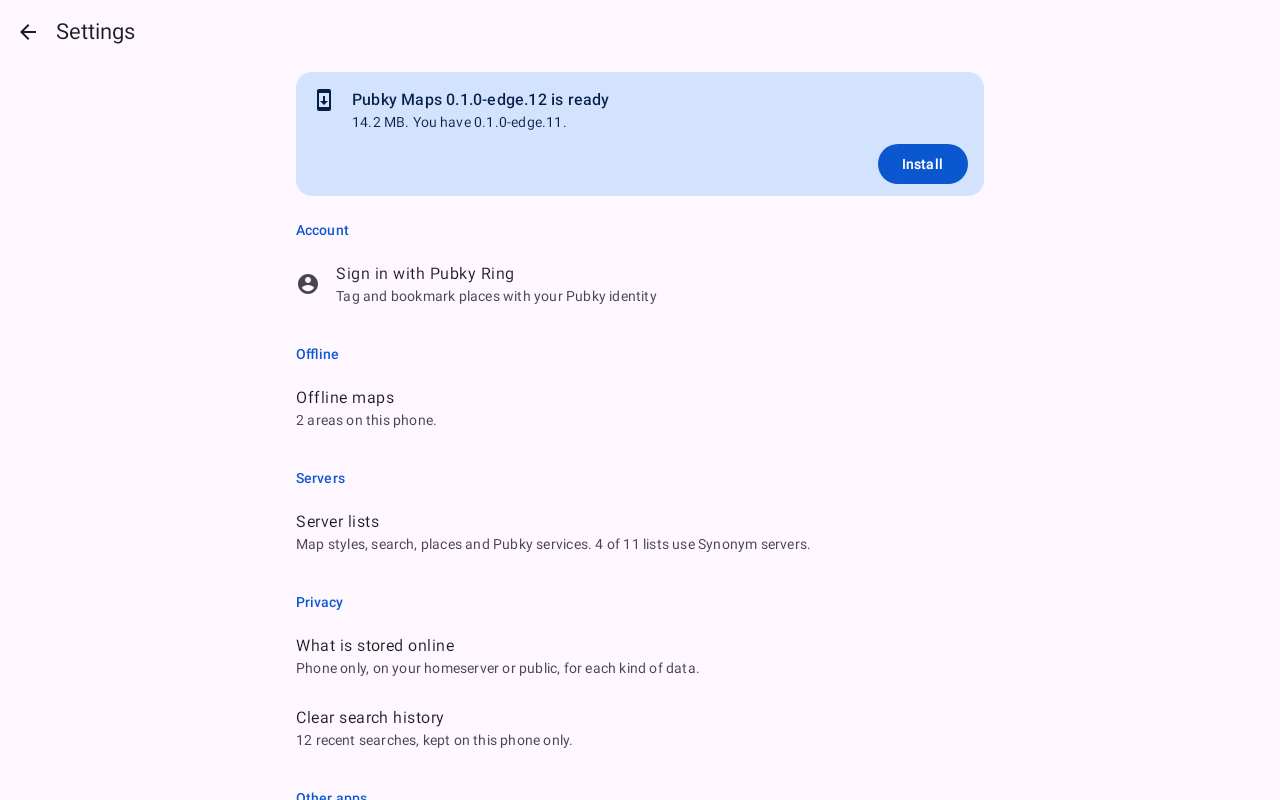 Settings
Pubky Maps 0.1.0-edge.12 is ready
14.2 MB. You have 0.1.0-edge.11.
Install
Account
Sign in with Pubky Ring
Tag and bookmark places with your Pubky identity
Offline
Offline maps
2 areas on this phone.
Servers
Server lists
Map styles, search, places and Pubky services. 4 of 11 lists use Synonym servers.
Privacy
What is stored online
Phone only, on your homeserver or public, for each kind of data.
Clear search history
12 recent searches, kept on this phone only.
Other apps